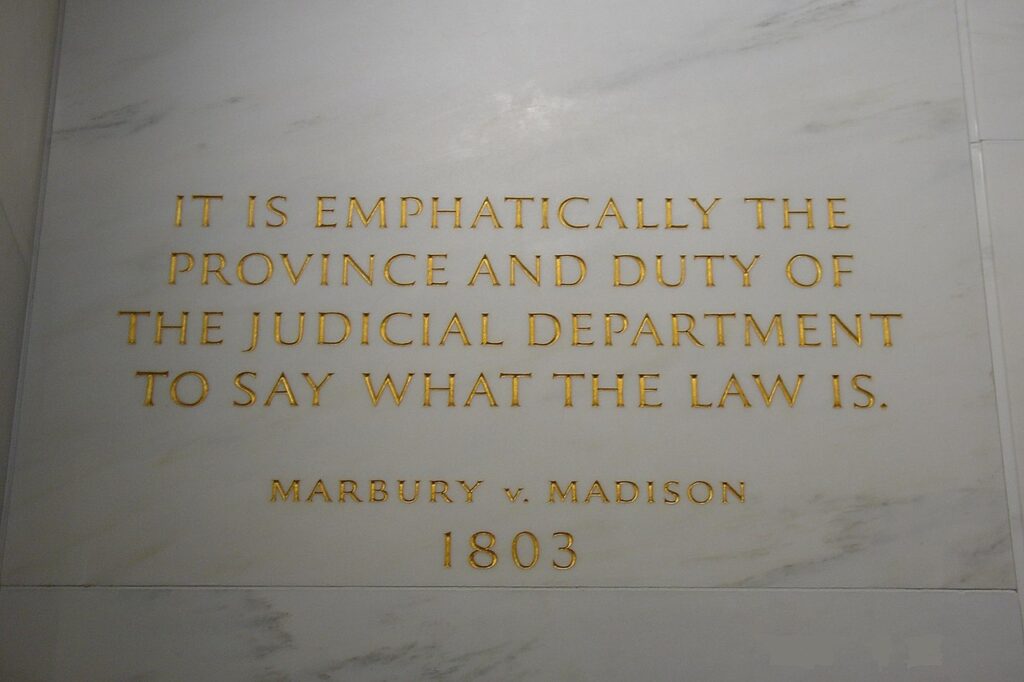 IT IS EMPHATICALLY THE
PROVINCE AND DUTY OF
THE JUDICIAL DEPARTMENT
TO SAY WHAT THE LAW IS.
MARBURY v. MADISON
1803